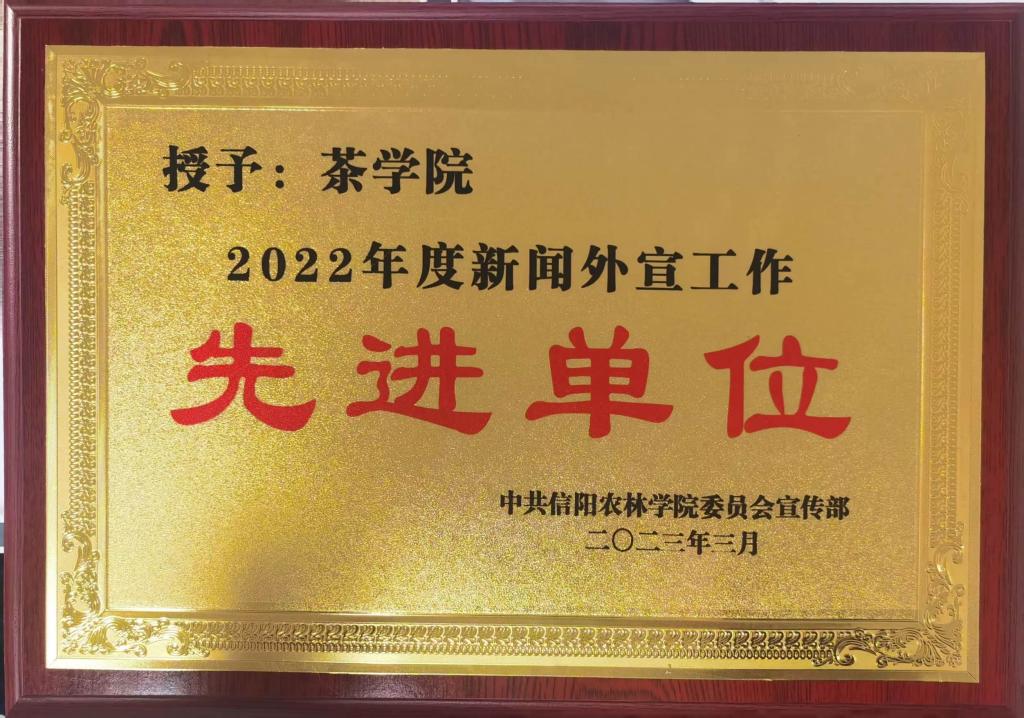 授予：茶学院
2022年度新闻外宣工作
先进单位
中共信阳农林学院委员会宣传部
二〇二三年三月